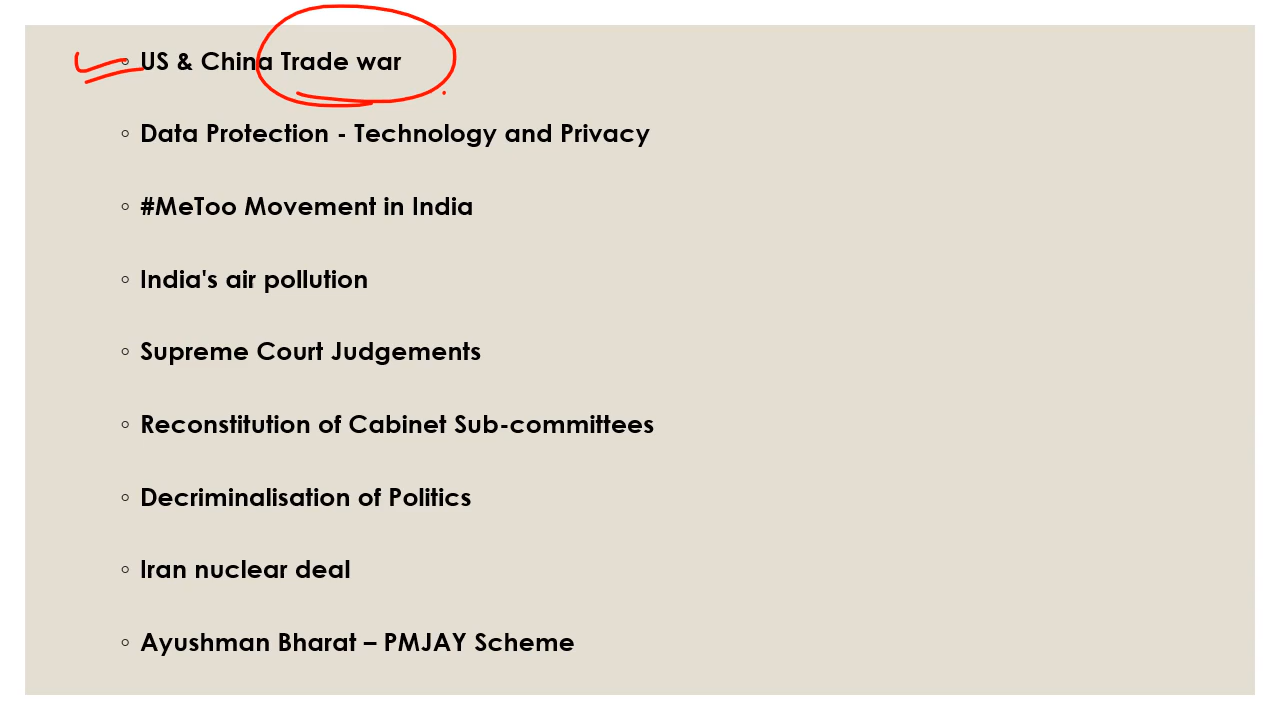 ◦ US & China Trade war
◦ Data Protection - Technology and Privacy
◦ #MeToo Movement in India
◦ India's air pollution
◦ Supreme Court Judgements
◦ Reconstitution of Cabinet Sub-committees
◦ Decriminalisation of Politics
◦ Iran nuclear deal
◦ Ayushman Bharat – PMJAY Scheme